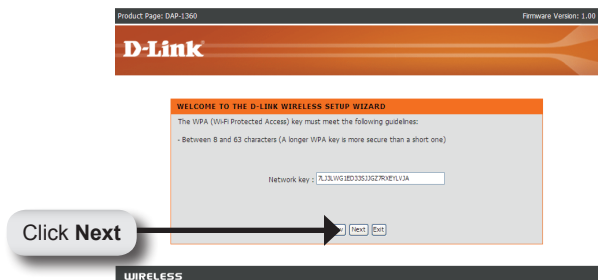 Product Page: DAP-1360 Firmware Version: 1.00
D-Link
WELCOME TO THE D-LINK WIRELESS SETUP WIZARD
The WPA (Wi-Fi Protected Access) key must meet the following guidelines:
- Between 8 and 63 characters (A longer WPA key is more secure than a short one)
Network key : 7LJ3LWG1ED33SJJGZ7RXEYLVJA
Next Exit
Click Next
WIRELESS